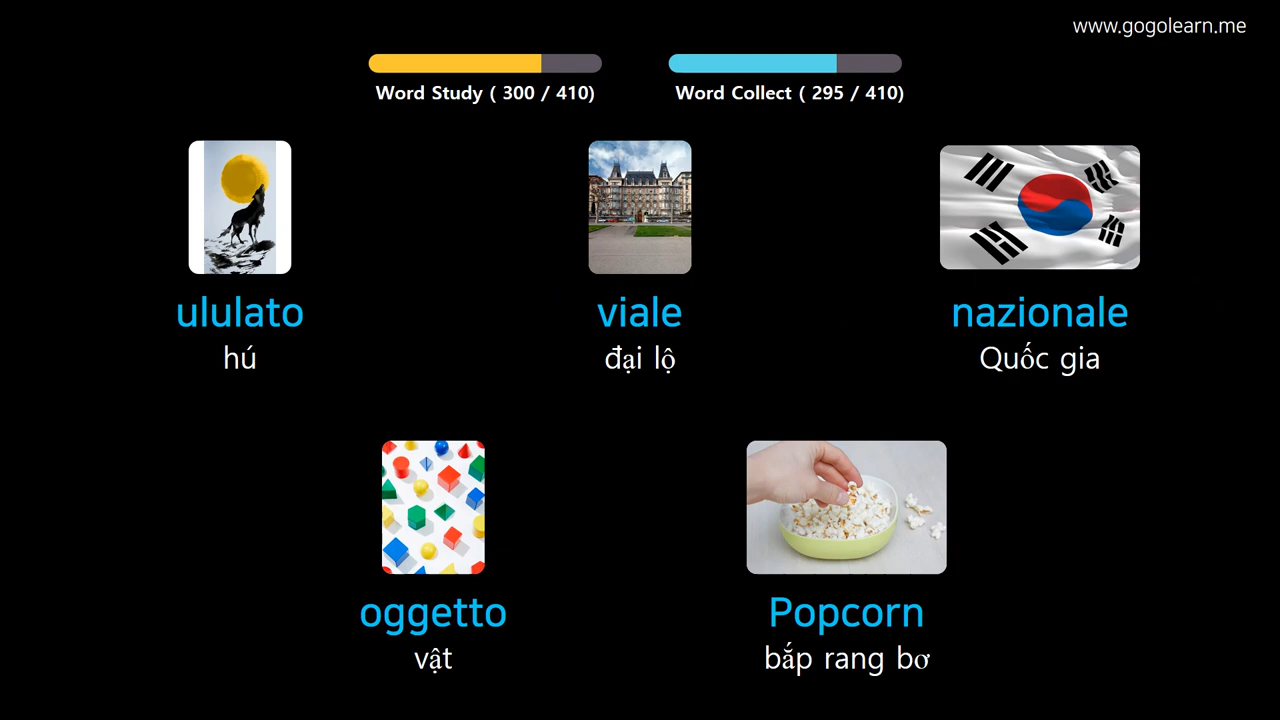 www.gogolearn.me
Word Study ( 300 / 410)
Word Collect ( 295 / 410)
ululato
hú
viale
đại lộ
nazionale
Quốc gia
oggetto
vật
Popcorn
bắp rang bơ